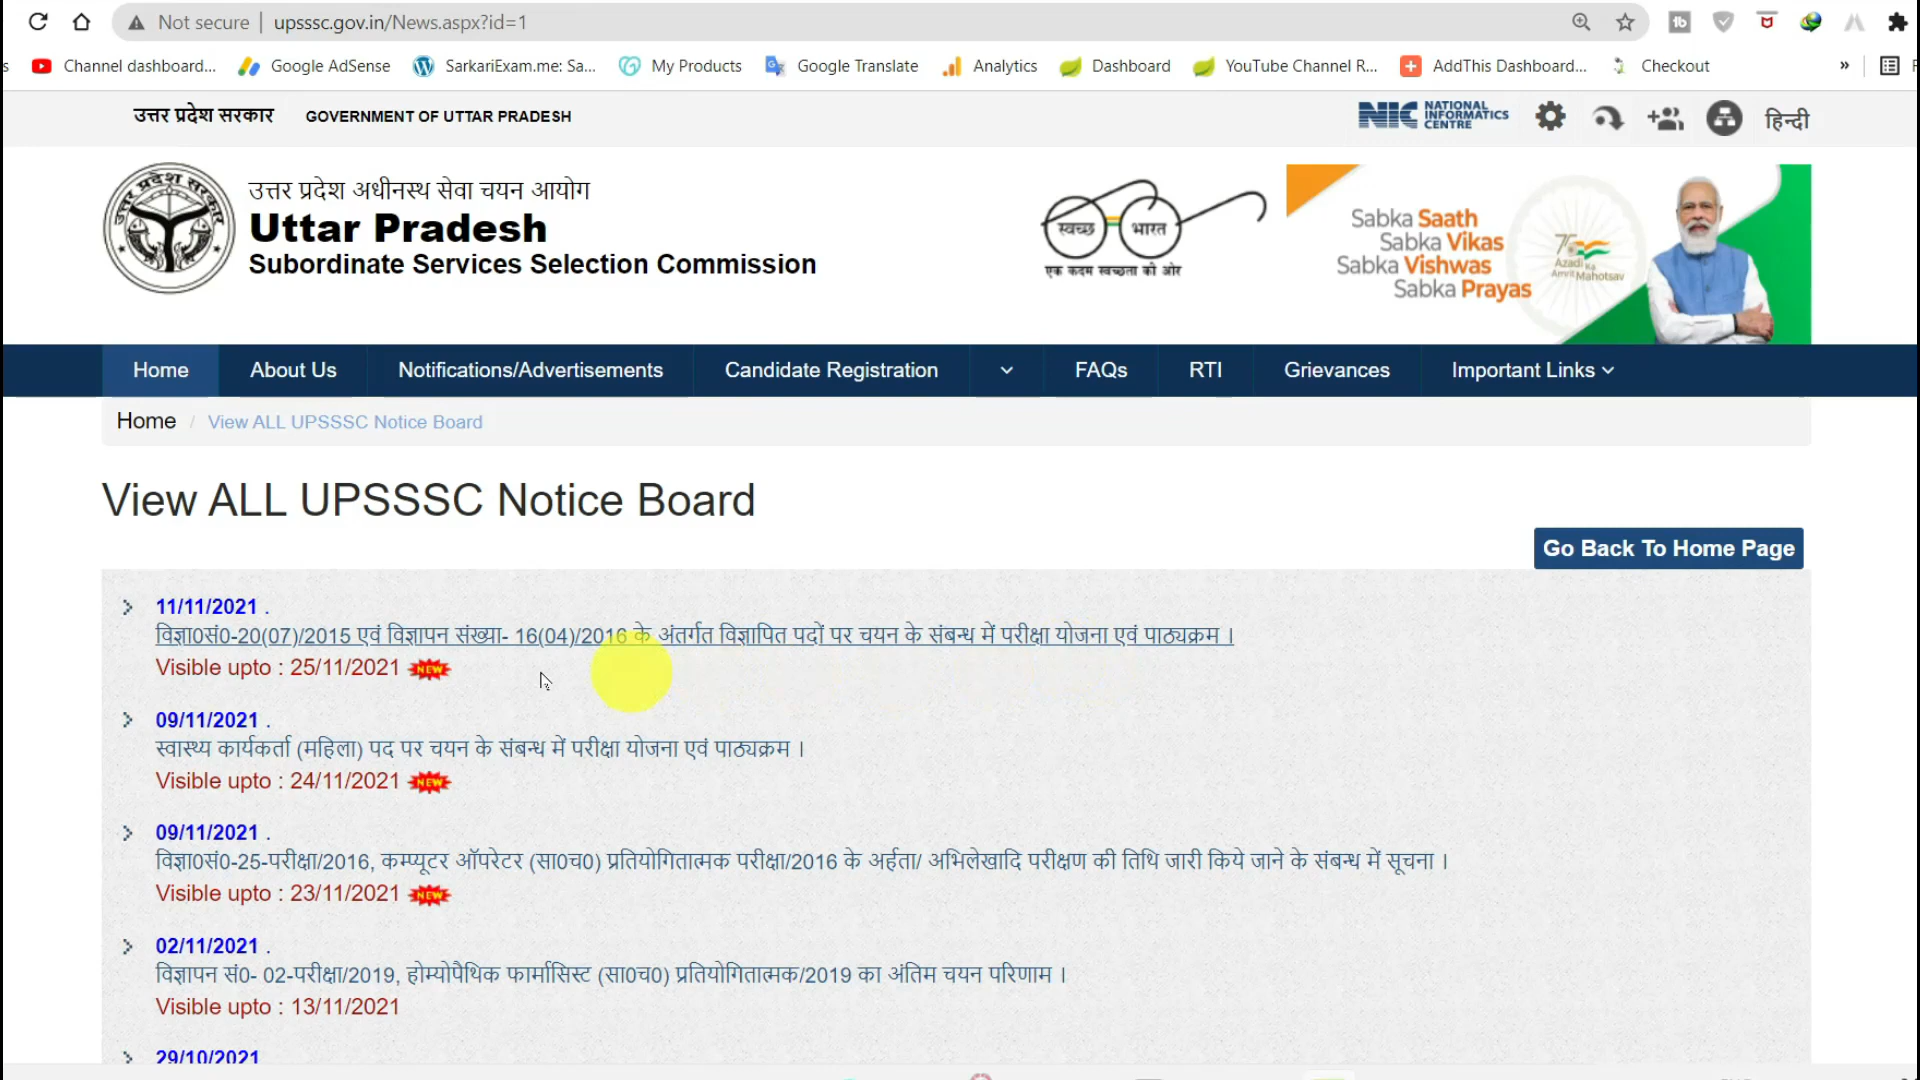 Not secure | upsssc.gov.in/News.aspx?id=1
Channel dashboard... Google AdSense SarkariExam.me: Sa... My Products Google Translate Analytics Dashboard YouTube Channel R... AddThis Dashboard... Checkout »
उत्तर प्रदेश सरकार GOVERNMENT OF UTTAR PRADESH
NIC NATIONAL INFORMATICS CENTRE हिन्दी
उत्तर प्रदेश अधीनस्थ सेवा चयन आयोग
Uttar Pradesh
Subordinate Services Selection Commission
स्वच्छ भारत
एक कदम स्वच्छता की ओर
Sabka Saath
Sabka Vikas
Sabka Vishwas
Sabka Prayas
Azadi Ka
Amrit Mahotsav
Home About Us Notifications/Advertisements Candidate Registration FAQs RTI Grievances Important Links
Home / View ALL UPSSSC Notice Board
View ALL UPSSSC Notice Board
Go Back To Home Page
11/11/2021 .
विज्ञा0सं0-20(07)/2015 एवं विज्ञापन संख्या- 16(04)/2016 के अंतर्गत विज्ञापित पदों पर चयन के संबन्ध में परीक्षा योजना एवं पाठ्यक्रम ।
Visible upto : 25/11/2021 NEW
09/11/2021 .
स्वास्थ्य कार्यकर्ता (महिला) पद पर चयन के संबन्ध में परीक्षा योजना एवं पाठ्यक्रम ।
Visible upto : 24/11/2021 NEW
09/11/2021 .
विज्ञा0सं0-25-परीक्षा/2016, कम्प्यूटर ऑपरेटर (सा0च0) प्रतियोगितात्मक परीक्षा/2016 के अर्हता/ अभिलेखादि परीक्षण की तिथि जारी किये जाने के संबन्ध में सूचना ।
Visible upto : 23/11/2021 NEW
02/11/2021 .
विज्ञापन सं0- 02-परीक्षा/2019, होम्योपैथिक फार्मासिस्ट (सा0च0) प्रतियोगितात्मक/2019 का अंतिम चयन परिणाम ।
Visible upto : 13/11/2021
29/10/2021